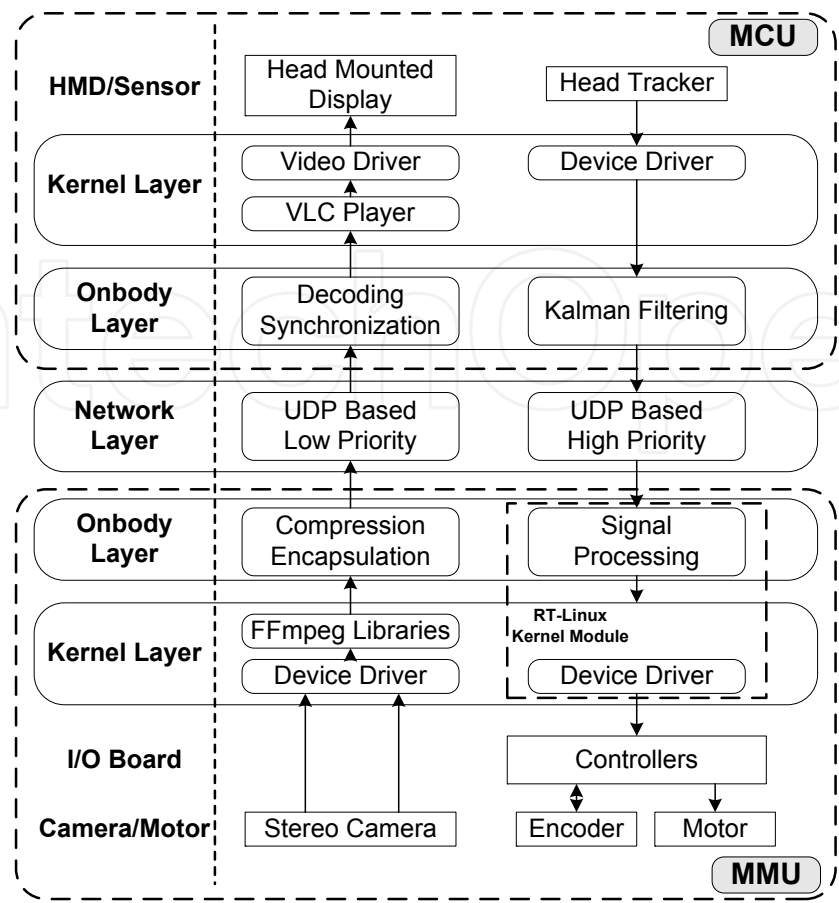 MCU
HMD/Sensor
Head Mounted
Display
Head Tracker
Kernel Layer
Video Driver
VLC Player
Device Driver
Onbody
Layer
Decoding
Synchronization
Kalman Filtering
Network
Layer
UDP Based
Low Priority
UDP Based
High Priority
Onbody
Layer
Compression
Encapsulation
Signal
Processing
Kernel Layer
FFmpeg Libraries
Device Driver
RT-Linux
Kernel Module
Device Driver
I/O Board
Controllers
Camera/Motor
Stereo Camera
Encoder
Motor
MMU